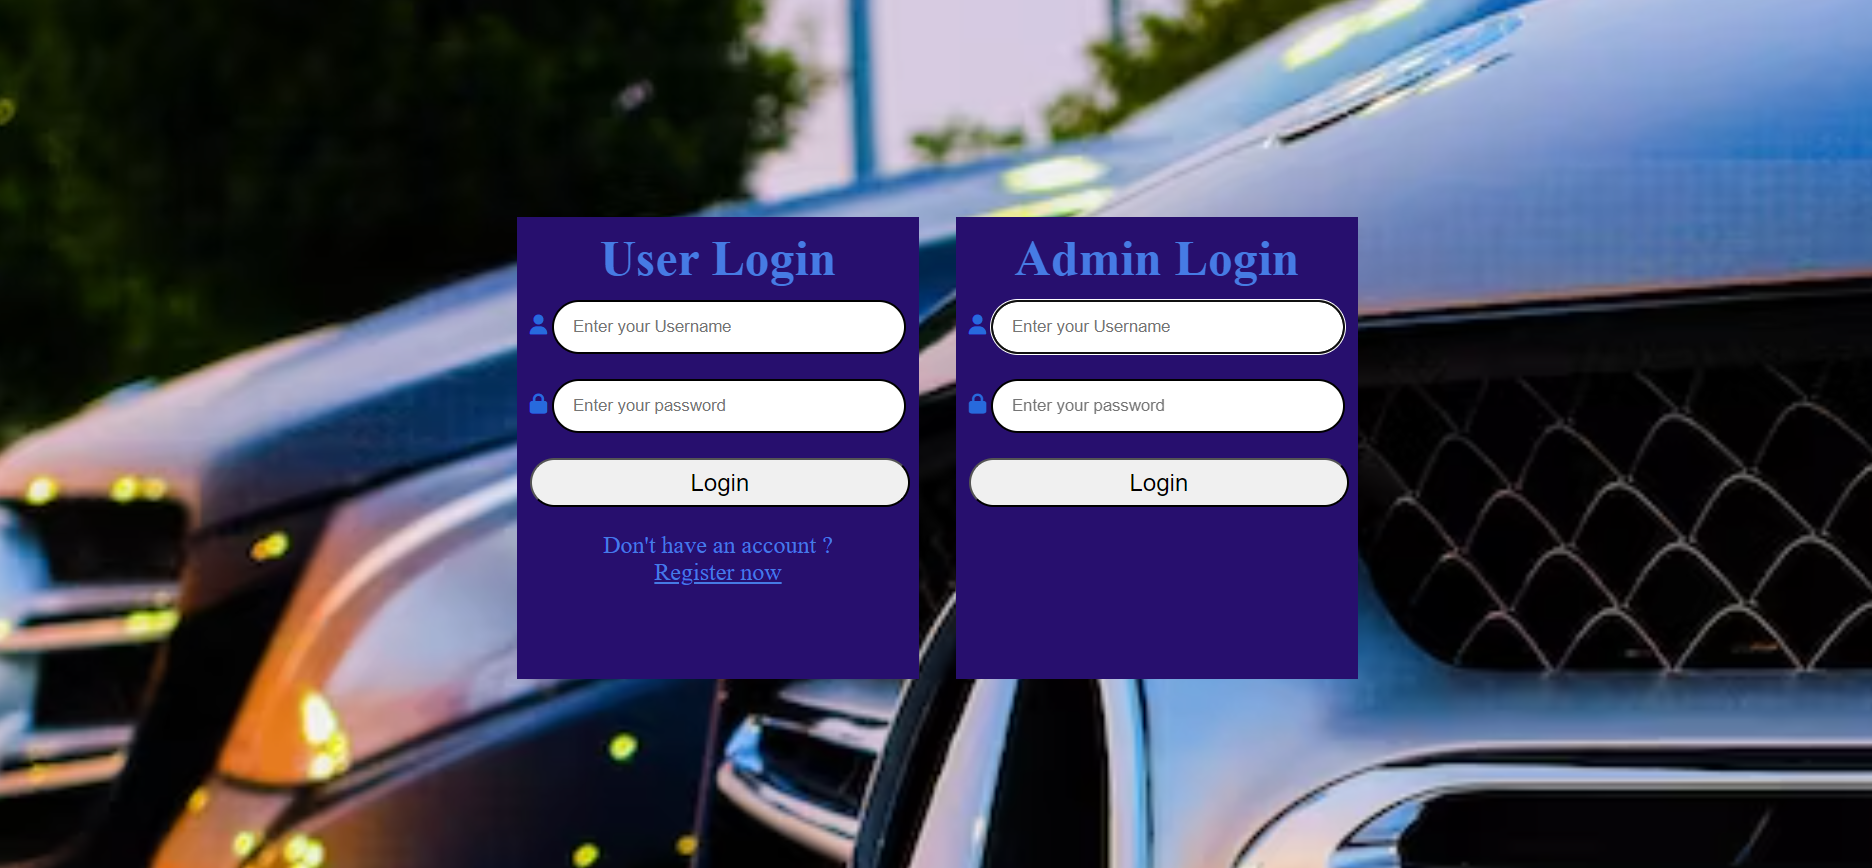 User Login
Enter your Username
Enter your password
Login
Don't have an account ?
Register now
Admin Login
Enter your Username
Enter your password
Login